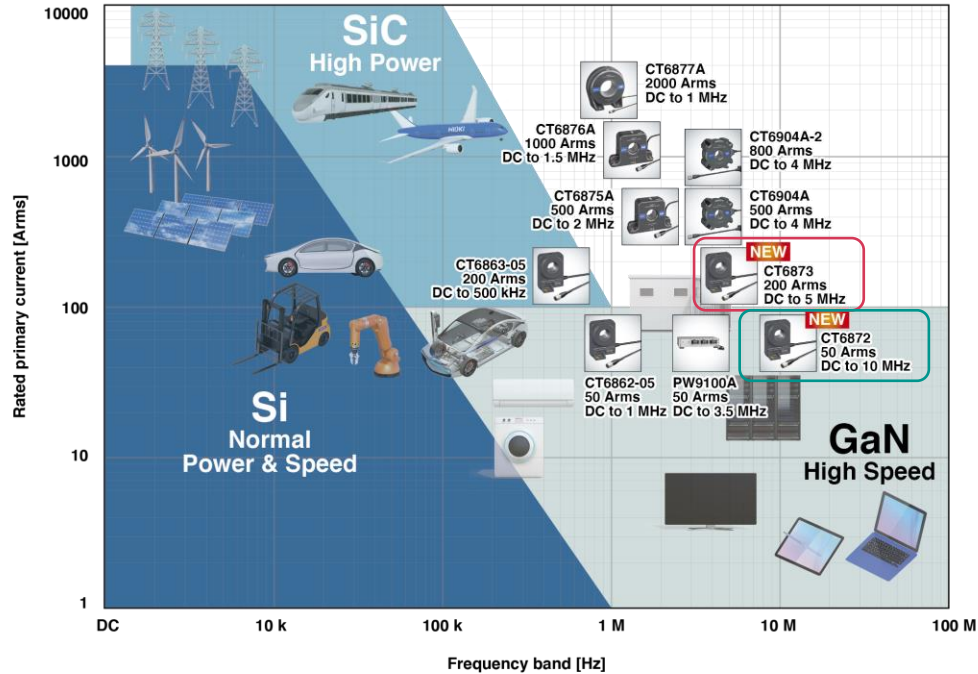 10000
1000
100
10
1
Rated primary current [Arms]
SiC
High Power
HIOKI
CT6877A
2000 Arms
DC to 1 MHz
CT6876A
1000 Arms
DC to 1.5 MHz
CT6904A-2
800 Arms
DC to 4 MHz
CT6875A
500 Arms
DC to 2 MHz
CT6904A
500 Arms
DC to 4 MHz
CT6863-05
200 Arms
DC to 500 kHz
NEW
CT6873
200 Arms
DC to 5 MHz
NEW
CT6872
50 Arms
DC to 10 MHz
CT6862-05
50 Arms
DC to 1 MHz
PW9100A
50 Arms
DC to 3.5 MHz
Si
Normal
Power & Speed
GaN
High Speed
DC
10 k
100 k
1 M
10 M
100 M
Frequency band [Hz]